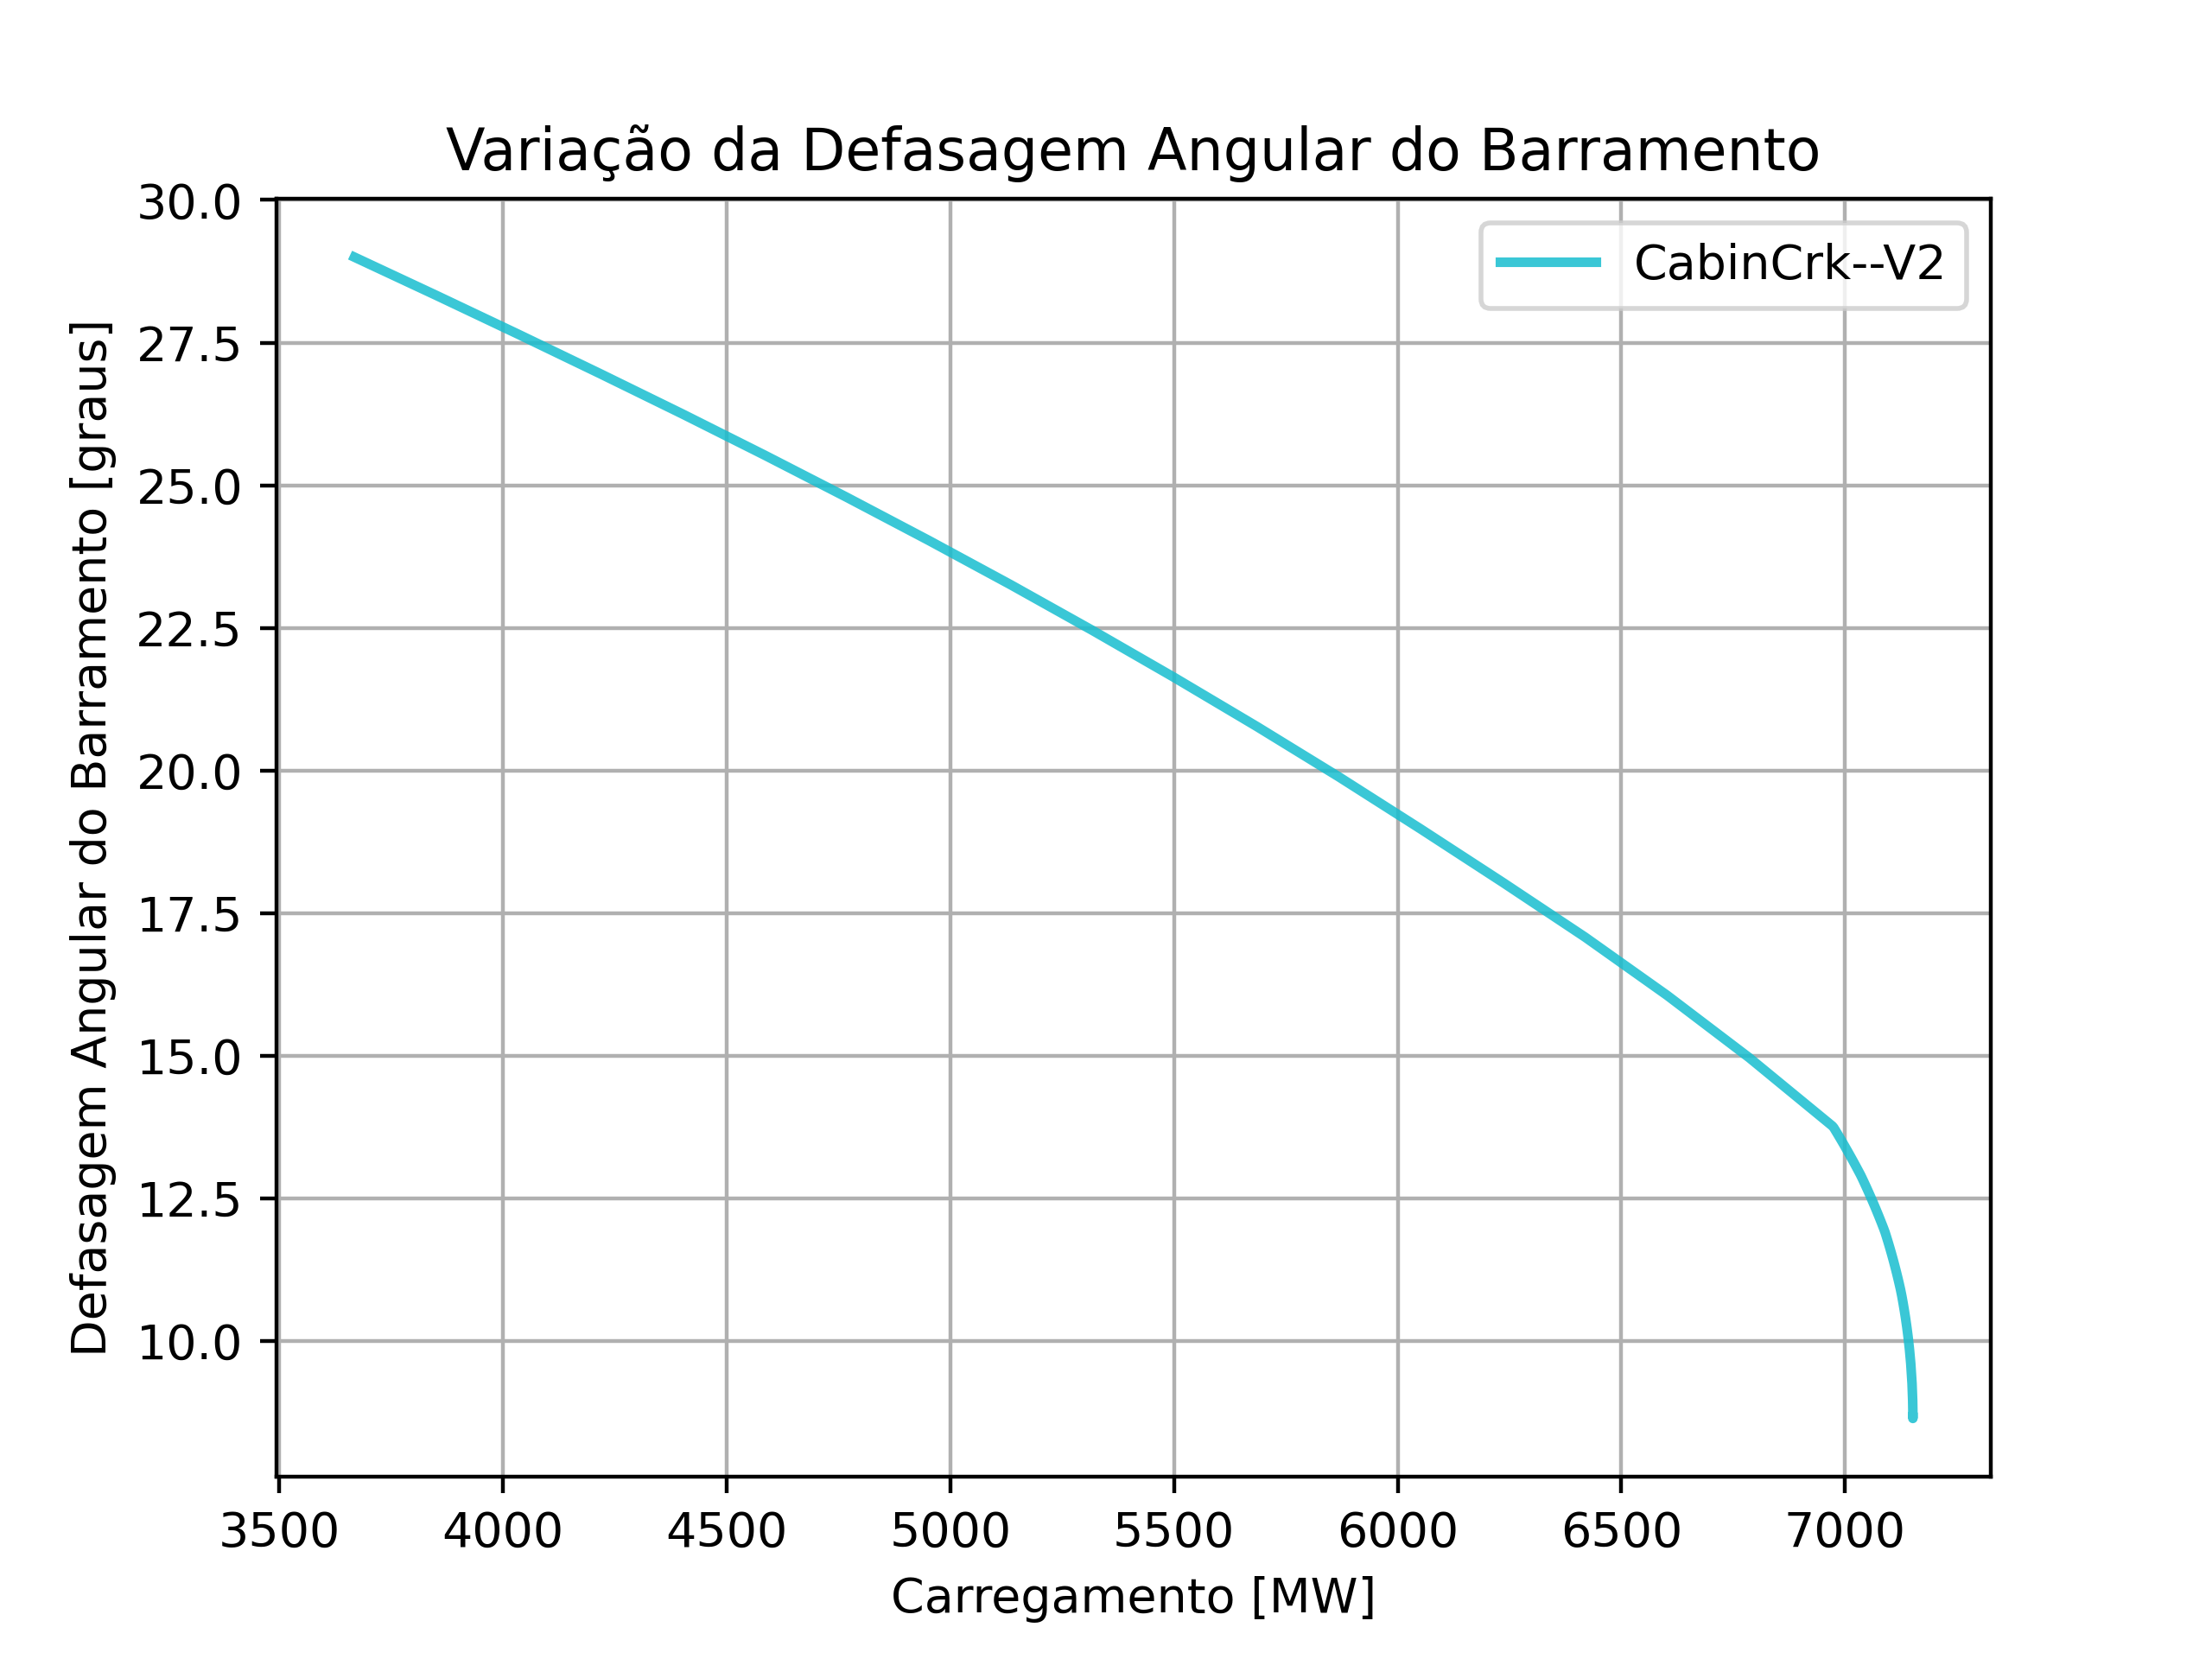 Variação da Defasagem Angular do Barramento
CabinCrk--V2
Defasagem Angular do Barramento [graus]
30.0
27.5
25.0
22.5
20.0
17.5
15.0
12.5
10.0
3500 4000 4500 5000 5500 6000 6500 7000
Carregamento [MW]